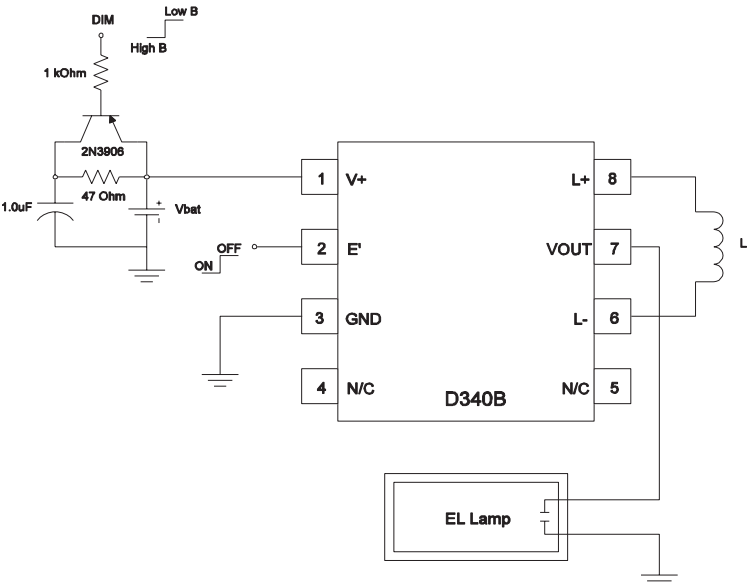 DIM
Low B
High B
1 kOhm
2N3906
47 Ohm
1.0uF
+
Vbat
-
OFF
ON
1 V+
2 E'
3 GND
4 N/C
L+ 8
VOUT 7
L- 6
N/C 5
D340B
L
EL Lamp